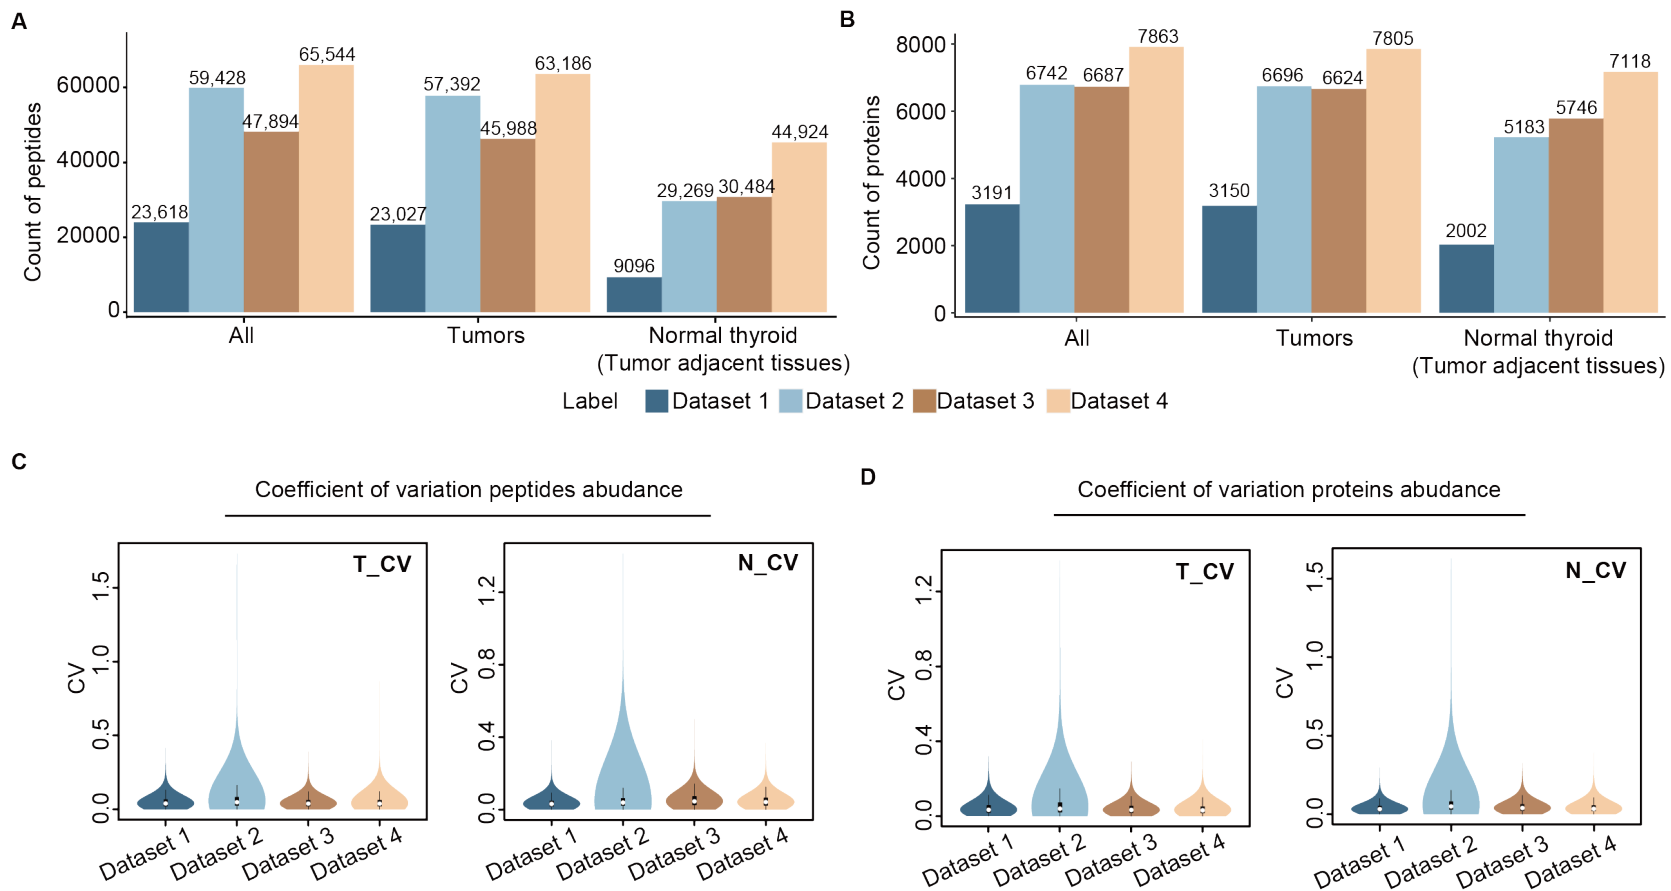 A
Count of peptides
60000
40000
20000
0
23,618
59,428
47,894
65,544
23,027
57,392
45,988
63,186
9096
29,269
30,484
44,924
All
Tumors
Normal thyroid
(Tumor adjacent tissues)
B
Count of proteins
8000
6000
4000
2000
0
3191
6742
6687
7863
3150
6696
6624
7805
2002
5183
5746
7118
All
Tumors
Normal thyroid
(Tumor adjacent tissues)
Label Dataset 1 Dataset 2 Dataset 3 Dataset 4
C
Coefficient of variation peptides abudance
T_CV
CV
1.5
1.0
0.5
0.0
Dataset 1
Dataset 2
Dataset 3
Dataset 4
N_CV
CV
1.2
0.8
0.4
0.0
Dataset 1
Dataset 2
Dataset 3
Dataset 4
D
Coefficient of variation proteins abudance
T_CV
CV
1.2
0.8
0.4
0.0
Dataset 1
Dataset 2
Dataset 3
Dataset 4
N_CV
CV
1.5
1.0
0.5
0.0
Dataset 1
Dataset 2
Dataset 3
Dataset 4